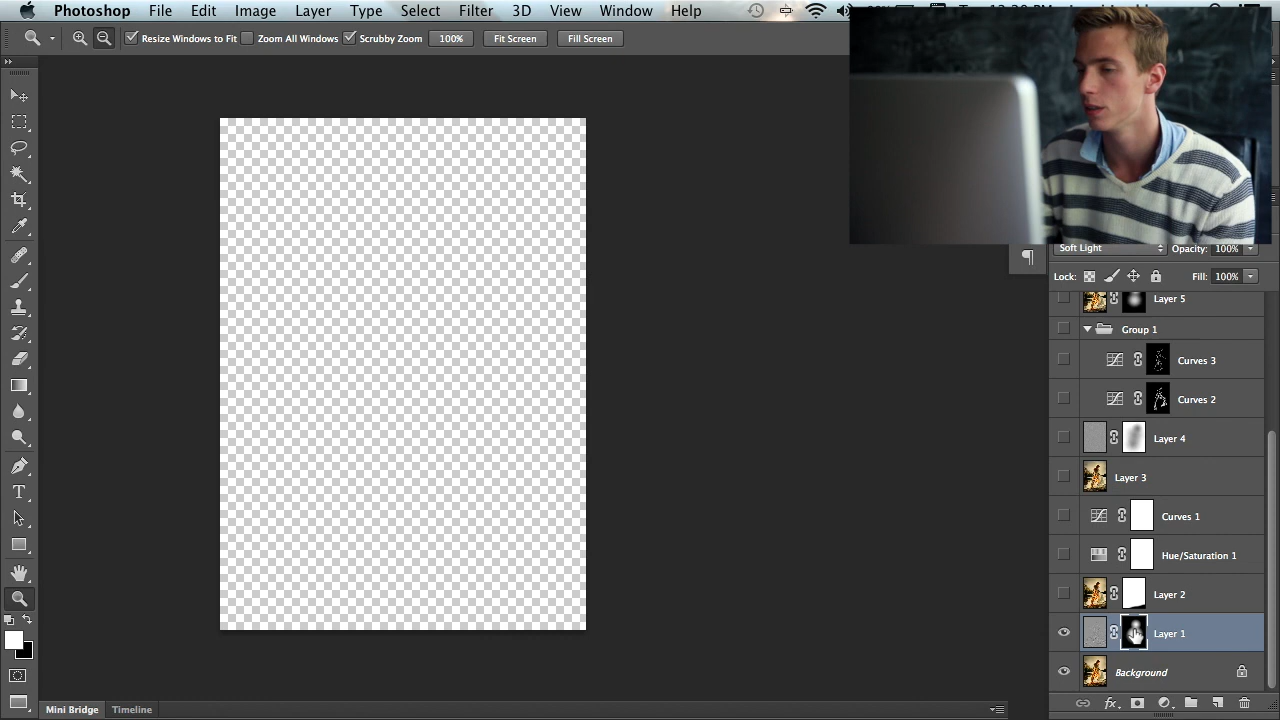 Photoshop File Edit Image Layer Type Select Filter 3D View Window Help
Resize Windows to Fit Zoom All Windows Scrubby Zoom 100% Fit Screen Fill Screen
Soft Light Opacity: 100%
Lock: Fill: 100%
Layer 5
Group 1
Curves 3
Curves 2
Layer 4
Layer 3
Curves 1
Hue/Saturation 1
Layer 2
Layer 1
Background
Mini Bridge Timeline